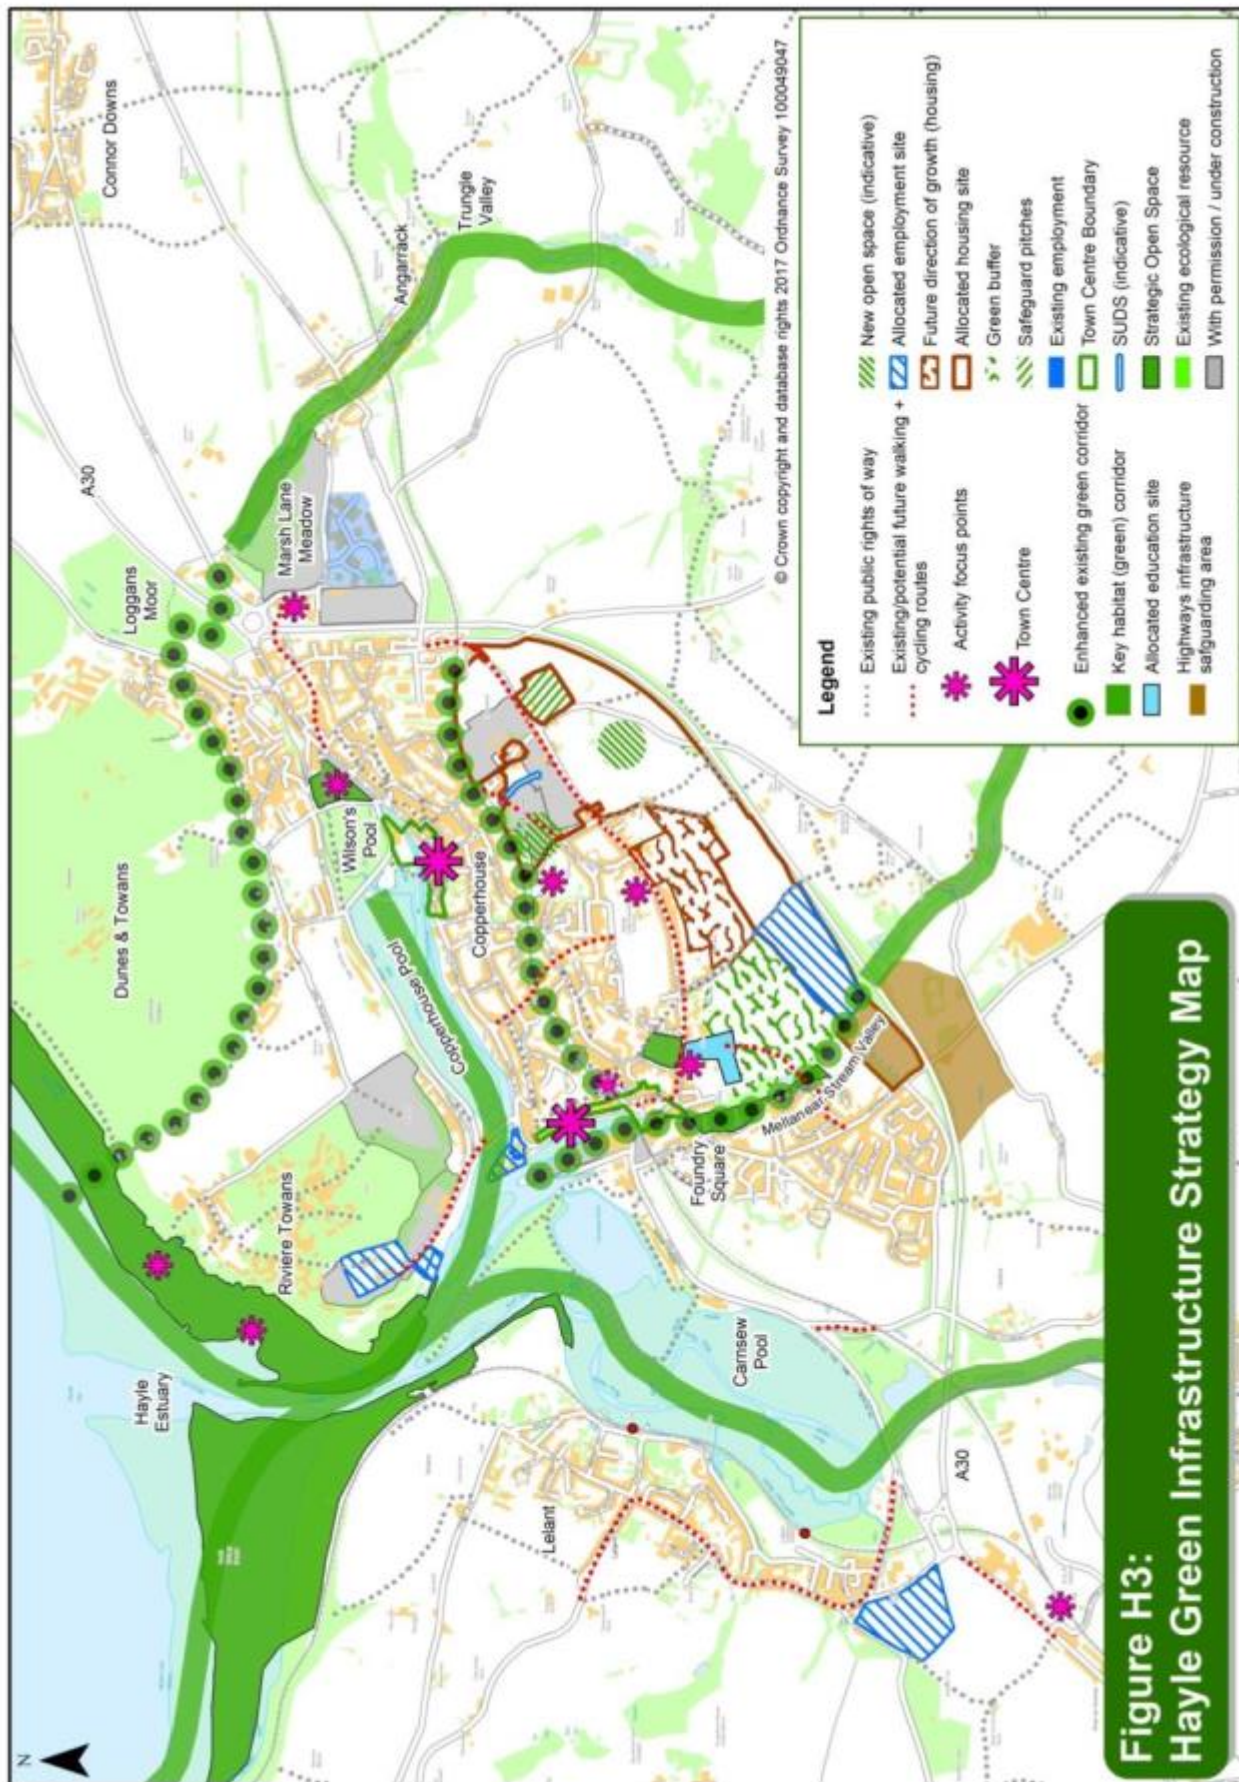 N
Connor Downs
A30
Loggans
Moor
Angarrack
Trungle
Valley
Marsh Lane
Meadow
Dunes & Towans
Wilson's
Pool
Copperhouse
Copperhouse Pool
Riviere Towans
Hayle
Estuary
Foundry
Square
Mellanear Stream Valley
Carnsew
Pool
Lelant
A30
© Crown copyright and database rights 2017 Ordnance Survey 100049047
Legend
Existing public rights of way
Existing/potential future walking +
cycling routes
Activity focus points
Town Centre
Enhanced existing green corridor
Key habitat (green) corridor
Allocated education site
Highways infrastructure
safguarding area
New open space (indicative)
Allocated employment site
Future direction of growth (housing)
Allocated housing site
Green buffer
Safeguard pitches
Existing employment
Town Centre Boundary
SUDS (indicative)
Strategic Open Space
Existing ecological resource
With permission / under construction
Figure H3:
Hayle Green Infrastructure Strategy Map